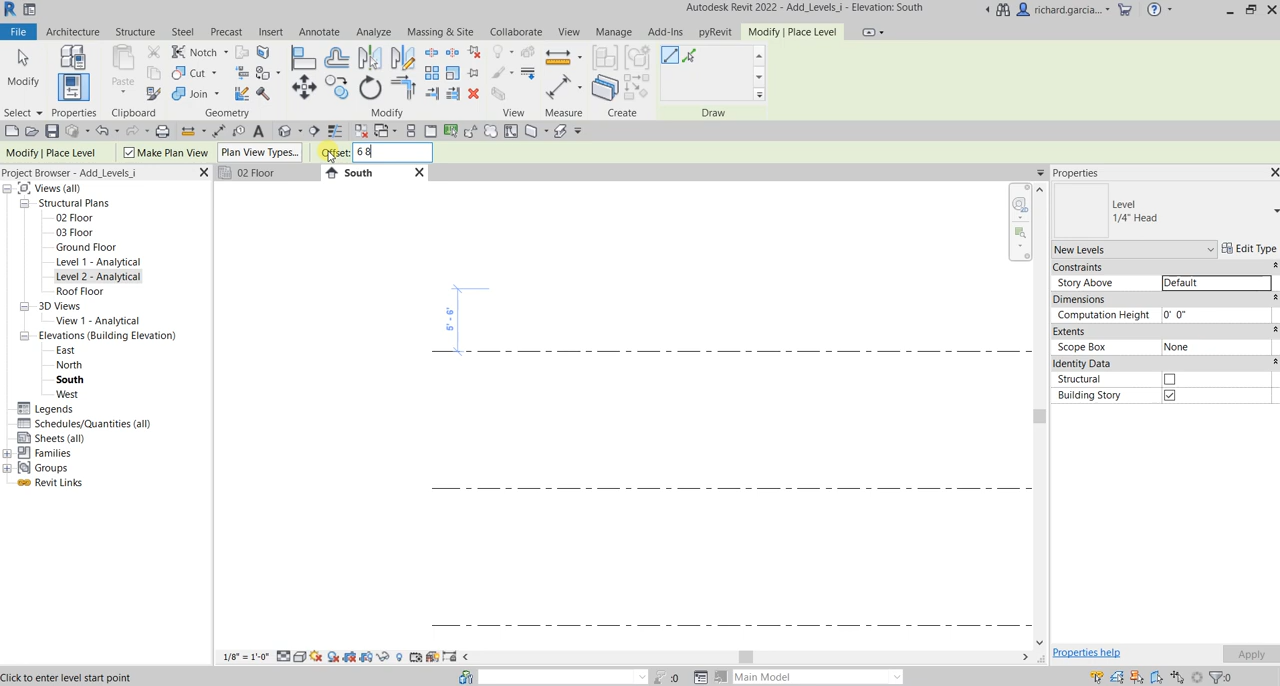 Autodesk Revit 2022 - Add_Levels_i - Elevation: South
richard.garcia...
File Architecture Structure Steel Precast Insert Annotate Analyze Massing & Site Collaborate View Manage Add-Ins pyRevit Modify | Place Level
Modify
Paste
Notch
Cut
Join
Select Properties Clipboard Geometry Modify View Measure Create Draw
Modify | Place Level Make Plan View Plan View Types... Offset: 6 8
Project Browser - Add_Levels_i
02 Floor
South
Properties
Views (all)
Structural Plans
02 Floor
03 Floor
Ground Floor
Level 1 - Analytical
Level 2 - Analytical
Roof Floor
3D Views
View 1 - Analytical
Elevations (Building Elevation)
East
North
South
West
Legends
Schedules/Quantities (all)
Sheets (all)
Families
Groups
Revit Links
5' - 6'
Level
1/4" Head
New Levels Edit Type
Constraints
Story Above Default
Dimensions
Computation Height 0' 0"
Extents
Scope Box None
Identity Data
Structural
Building Story
Properties help Apply
1/8" = 1'-0"
Click to enter level start point
:0
Main Model
:0